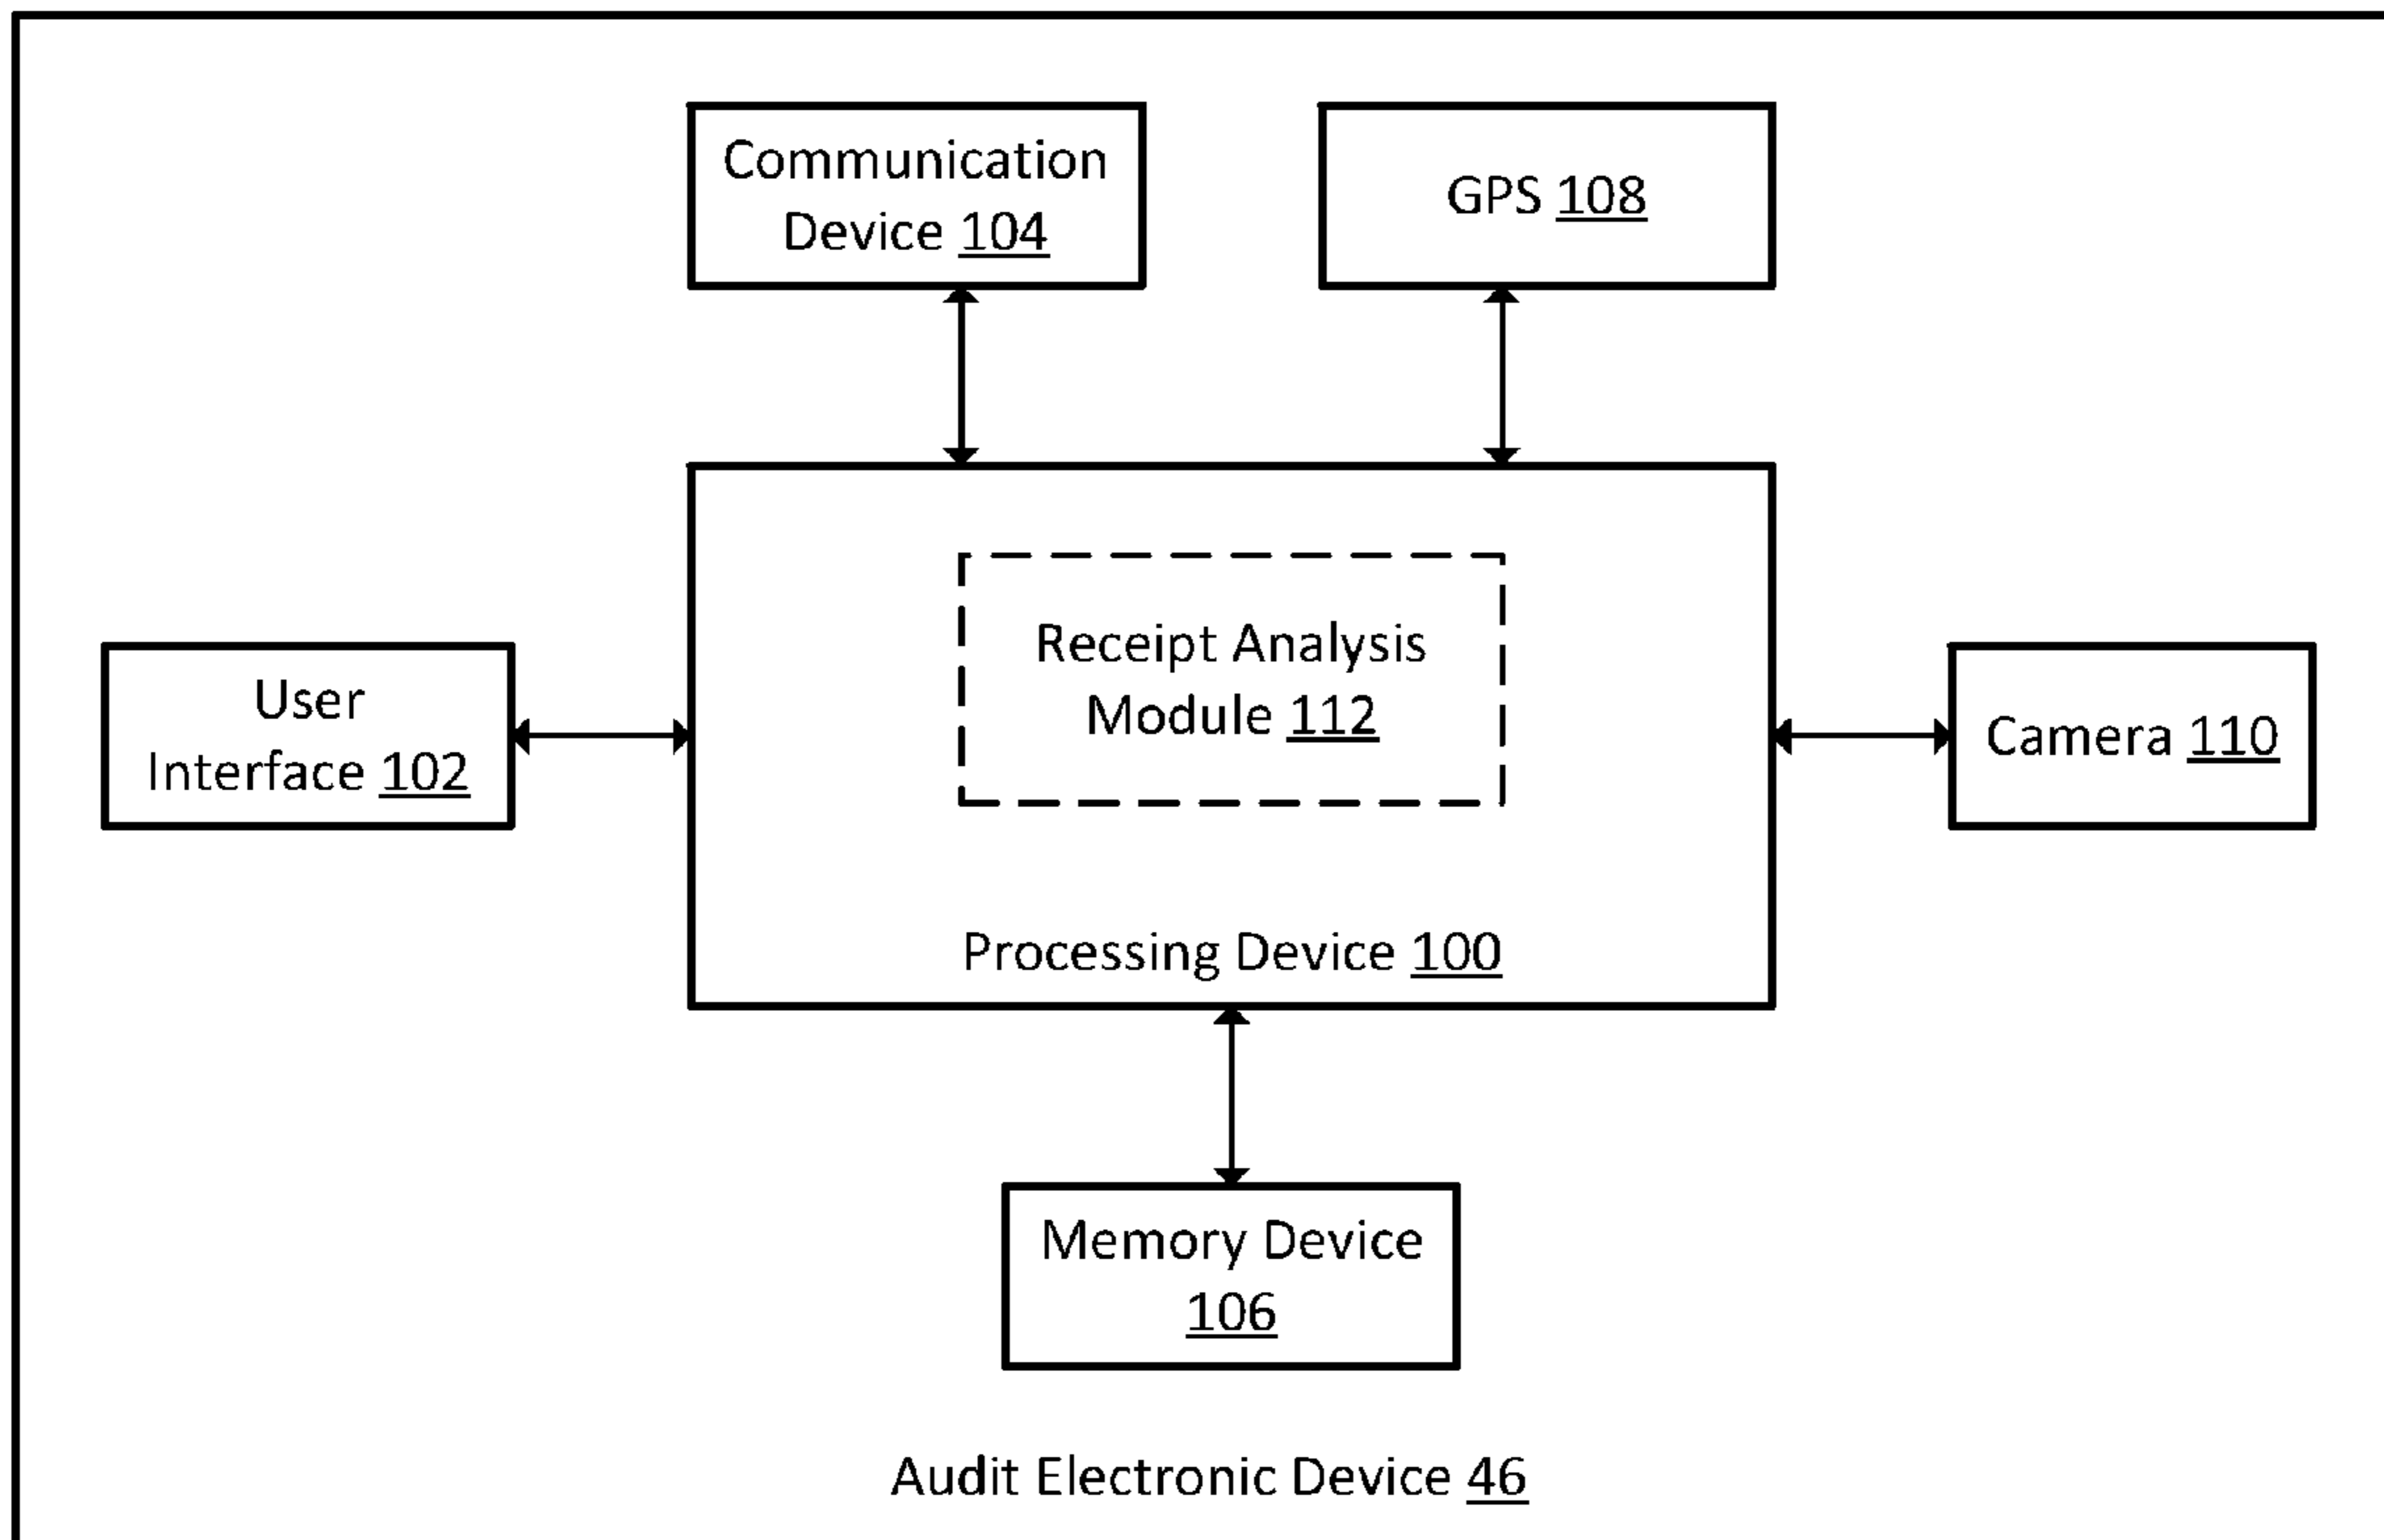 Communication
Device 104
GPS 108
Receipt Analysis
Module 112
User
Interface 102
Camera 110
Processing Device 100
Memory Device
106
Audit Electronic Device 46